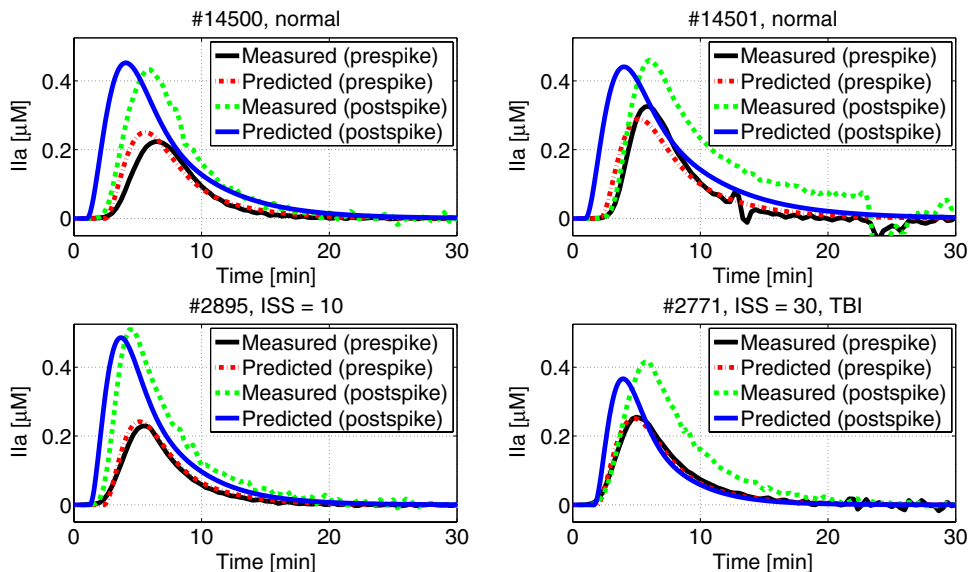 #14500, normal
IIa [µM]
0.4
0.2
0
Measured (prespike)
Predicted (prespike)
Measured (postspike)
Predicted (postspike)
0 10 20 30
Time [min]
#14501, normal
IIa [µM]
0.4
0.2
0
Measured (prespike)
Predicted (prespike)
Measured (postspike)
Predicted (postspike)
0 10 20 30
Time [min]
#2895, ISS = 10
IIa [µM]
0.4
0.2
0
Measured (prespike)
Predicted (prespike)
Measured (postspike)
Predicted (postspike)
0 10 20 30
Time [min]
#2771, ISS = 30, TBI
IIa [µM]
0.4
0.2
0
Measured (prespike)
Predicted (prespike)
Measured (postspike)
Predicted (postspike)
0 10 20 30
Time [min]